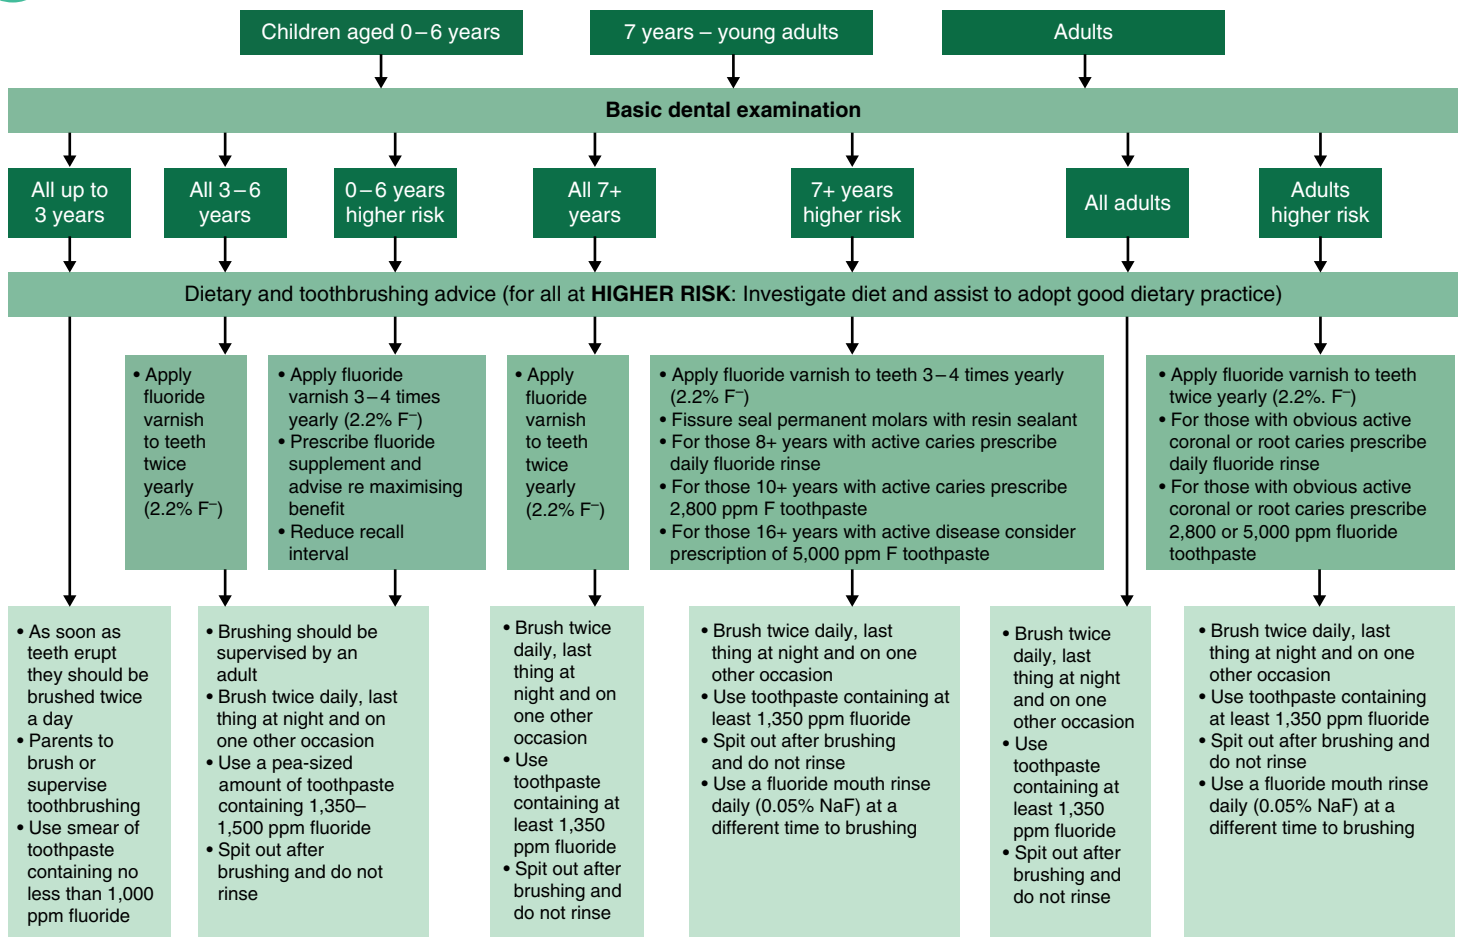 Children aged 0–6 years
7 years – young adults
Adults
Basic dental examination
All up to
3 years
All 3–6
years
0–6 years
higher risk
All 7+
years
7+ years
higher risk
All adults
Adults
higher risk
Dietary and toothbrushing advice (for all at HIGHER RISK: Investigate diet and assist to adopt good dietary practice)
• Apply
fluoride
varnish
to teeth
twice
yearly
(2.2% F⁻)
• Apply fluoride
varnish 3–4 times
yearly (2.2% F⁻)
• Prescribe fluoride
supplement and
advise re maximising
benefit
• Reduce recall
interval
• Apply
fluoride
varnish
to teeth
twice
yearly
(2.2% F⁻)
• Apply fluoride varnish to teeth 3–4 times yearly
(2.2% F⁻)
• Fissure seal permanent molars with resin sealant
• For those 8+ years with active caries prescribe
daily fluoride rinse
• For those 10+ years with active caries prescribe
2,800 ppm F toothpaste
• For those 16+ years with active disease consider
prescription of 5,000 ppm F toothpaste
• Apply fluoride varnish to teeth
twice yearly (2.2%. F⁻)
• For those with obvious active
coronal or root caries prescribe
daily fluoride rinse
• For those with obvious active
coronal or root caries prescribe
2,800 or 5,000 ppm fluoride
toothpaste
• As soon as
teeth erupt
they should be
brushed twice
a day
• Parents to
brush or
supervise
toothbrushing
• Use smear of
toothpaste
containing no
less than 1,000
ppm fluoride
• Brushing should be
supervised by an
adult
• Brush twice daily, last
thing at night and on
one other occasion
• Use a pea-sized
amount of toothpaste
containing 1,350–
1,500 ppm fluoride
• Spit out after
brushing and do not
rinse
• Brush twice
daily, last
thing at
night and on
one other
occasion
• Use
toothpaste
containing at
least 1,350
ppm fluoride
• Spit out after
brushing and
do not rinse
• Brush twice daily, last
thing at night and on one
other occasion
• Use toothpaste containing at
least 1,350 ppm fluoride
• Spit out after brushing
and do not rinse
• Use a fluoride mouth rinse
daily (0.05% NaF) at a
different time to brushing
• Brush twice
daily, last
thing at night
and on one
other occasion
• Use
toothpaste
containing at
least 1,350
ppm fluoride
• Spit out after
brushing and
do not rinse
• Brush twice daily, last
thing at night and on one
other occasion
• Use toothpaste containing
at least 1,350 ppm fluoride
• Spit out after brushing and
do not rinse
• Use a fluoride mouth rinse
daily (0.05% NaF) at a
different time to brushing